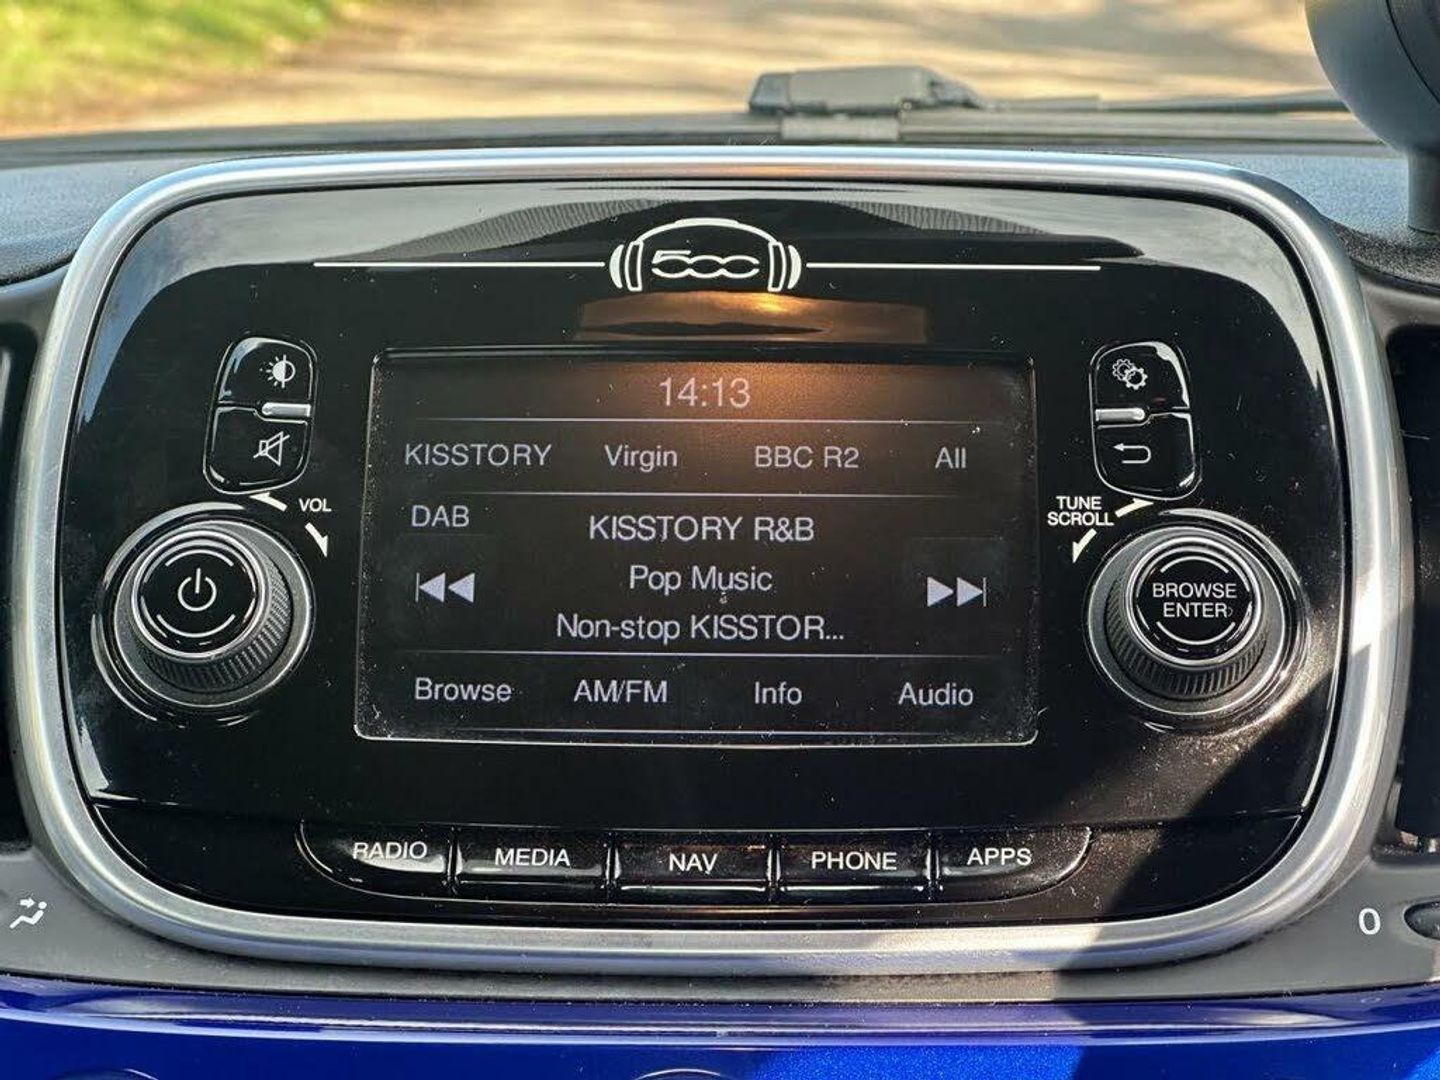 500
14:13
KISSTORY Virgin BBC R2 All
VOL
TUNE
SCROLL
DAB
KISSTORY R&B
Pop Music
Non-stop KISSTOR...
BROWSE
ENTER
Browse AM/FM Info Audio
RADIO MEDIA NAV PHONE APPS
0